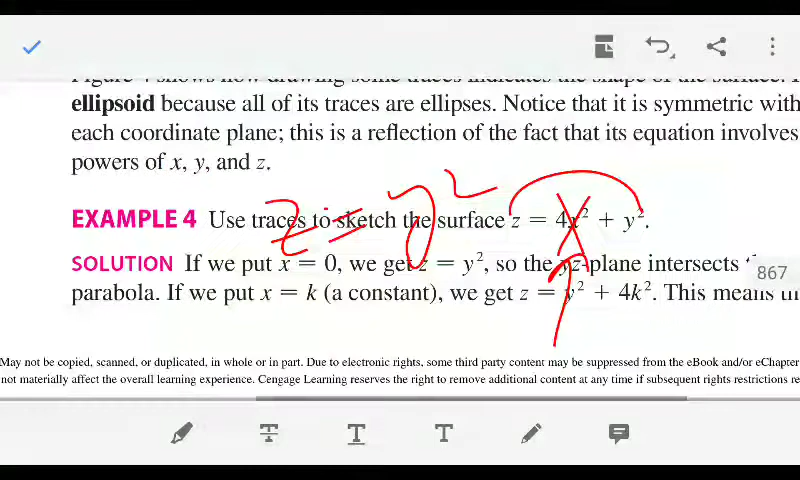 ellipsoid because all of its traces are ellipses. Notice that it is symmetric with
each coordinate plane; this is a reflection of the fact that its equation involves
powers of x, y, and z.
z = y²
EXAMPLE 4 Use traces to sketch the surface z = 4x² + y².
SOLUTION If we put x = 0, we get z = y², so the yz-plane intersects
867
parabola. If we put x = k (a constant), we get z = y² + 4k². This means
May not be copied, scanned, or duplicated, in whole or in part. Due to electronic rights, some third party content may be suppressed from the eBook and/or eChapter
not materially affect the overall learning experience. Cengage Learning reserves the right to remove additional content at any time if subsequent rights restrictions re
T T